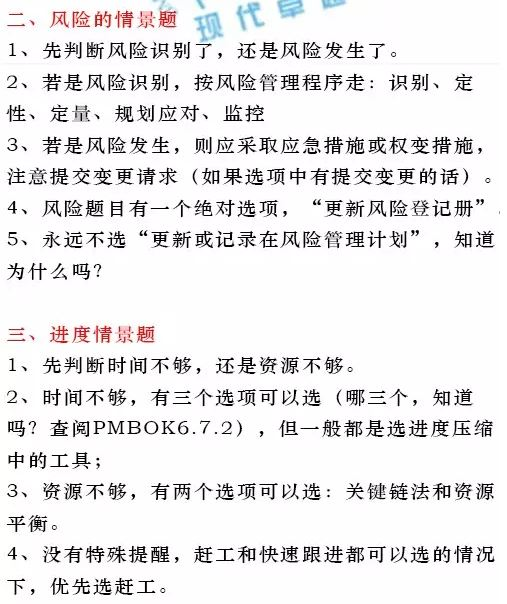 现代卓越
二、风险的情景题
1、先判断风险识别了，还是风险发生了。
2、若是风险识别，按风险管理程序走：识别、定
性、定量、规划应对、监控
3、若是风险发生，则应采取应急措施或权变措施，
注意提交变更请求（如果选项中有提交变更的话）。
4、风险题目有一个绝对选项，“更新风险登记册”.
5、永远不选“更新或记录在风险管理计划”，知道
为什么吗？
三、进度情景题
1、先判断时间不够，还是资源不够。
2、时间不够，有三个选项可以选（哪三个，知道
吗？查阅PMBOK6.7.2），但一般都是选进度压缩
中的工具；
3、资源不够，有两个选项可以选：关键链法和资源
平衡。
4、没有特殊提醒，赶工和快速跟进都可以选的情况
下，优先选赶工。